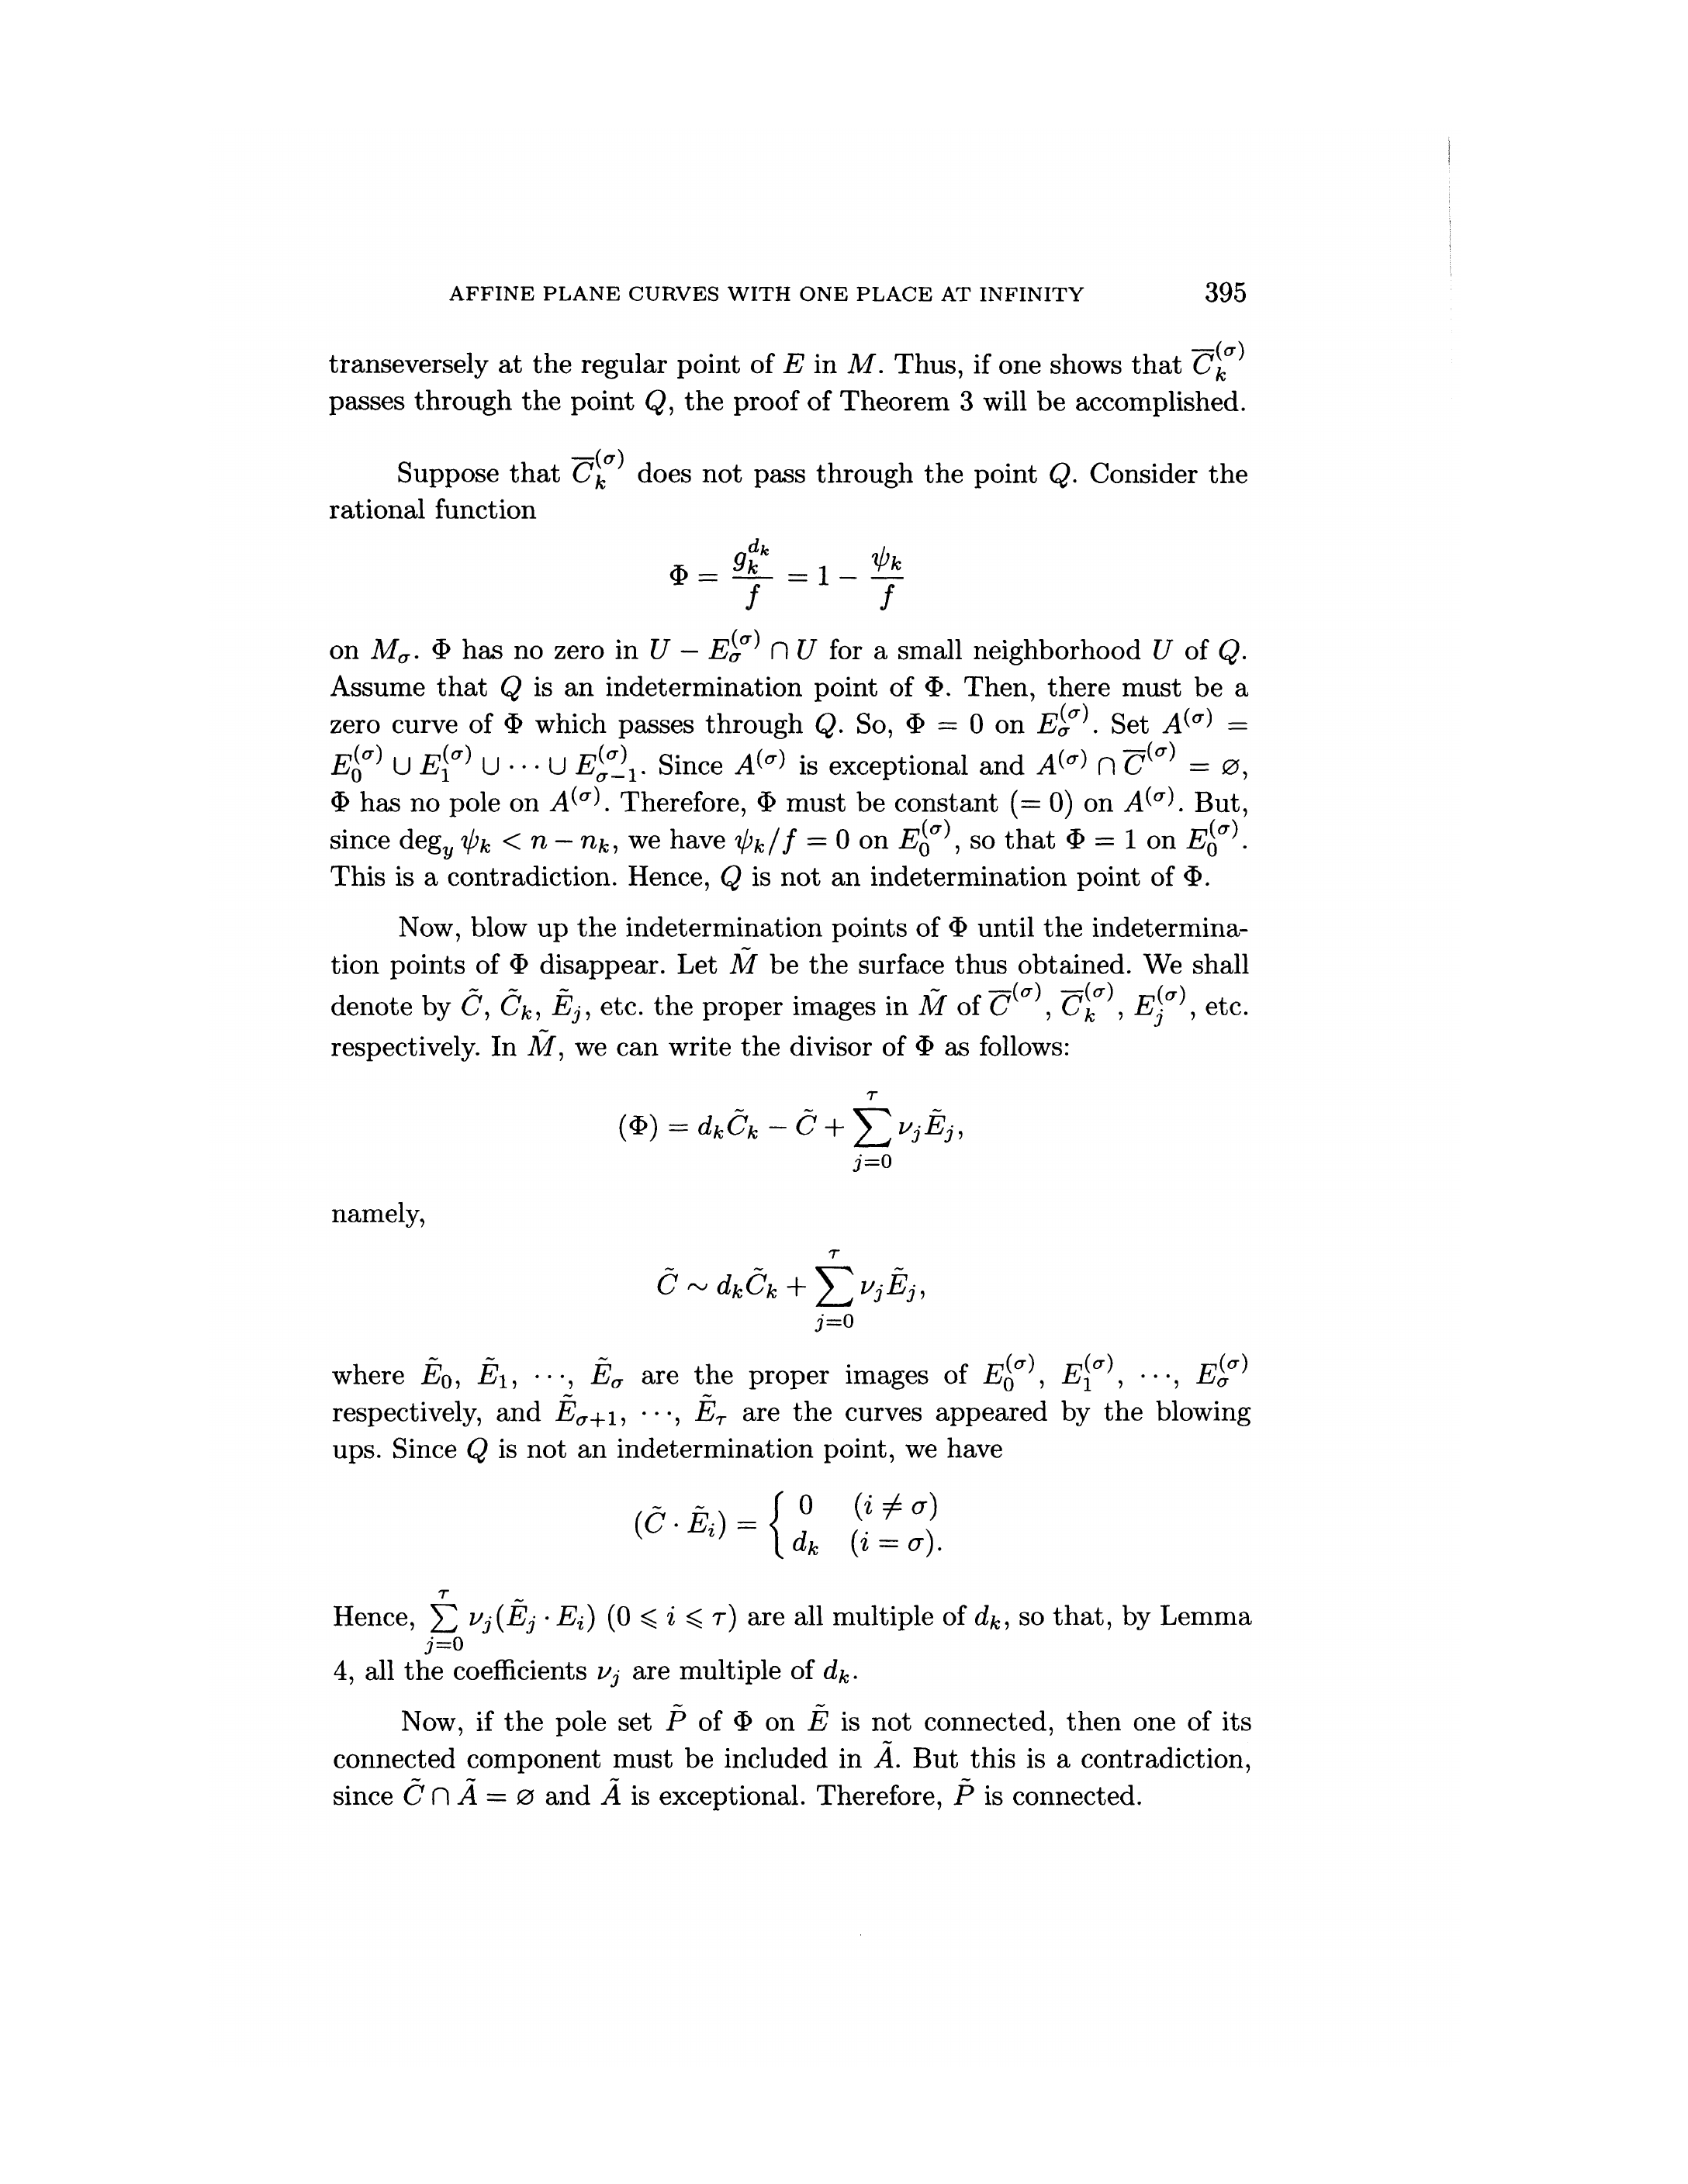 AFFINE PLANE CURVES WITH ONE PLACE AT INFINITY 395
transeversely at the regular point of E in M. Thus, if one shows that $\overline{C}_k^{(\sigma)}$
passes through the point Q, the proof of Theorem 3 will be accomplished.
Suppose that $\overline{C}_k^{(\sigma)}$ does not pass through the point Q. Consider the
rational function
$\Phi = \frac{g_k^{d_k}}{f} = 1 - \frac{\psi_k}{f}$
on $M_\sigma$. Φ has no zero in $U - E_\sigma^{(\sigma)} \cap U$ for a small neighborhood U of Q.
Assume that Q is an indetermination point of Φ. Then, there must be a
zero curve of Φ which passes through Q. So, Φ = 0 on $E_\sigma^{(\sigma)}$. Set $A^{(\sigma)} =$
$E_0^{(\sigma)} \cup E_1^{(\sigma)} \cup \cdots \cup E_{\sigma-1}^{(\sigma)}$. Since $A^{(\sigma)}$ is exceptional and $A^{(\sigma)} \cap \overline{C}^{(\sigma)} = \varnothing$,
Φ has no pole on $A^{(\sigma)}$. Therefore, Φ must be constant (= 0) on $A^{(\sigma)}$. But,
since $\deg_y \psi_k < n - n_k$, we have $\psi_k/f = 0$ on $E_0^{(\sigma)}$, so that Φ = 1 on $E_0^{(\sigma)}$.
This is a contradiction. Hence, Q is not an indetermination point of Φ.
Now, blow up the indetermination points of Φ until the indetermina-
tion points of Φ disappear. Let $\tilde{M}$ be the surface thus obtained. We shall
denote by $\tilde{C}$, $\tilde{C}_k$, $\tilde{E}_j$, etc. the proper images in $\tilde{M}$ of $\overline{C}^{(\sigma)}$, $\overline{C}_k^{(\sigma)}$, $E_j^{(\sigma)}$, etc.
respectively. In $\tilde{M}$, we can write the divisor of Φ as follows:
$(\Phi) = d_k\tilde{C}_k - \tilde{C} + \sum_{j=0}^{\tau} \nu_j\tilde{E}_j,$
namely,
$\tilde{C} \sim d_k\tilde{C}_k + \sum_{j=0}^{\tau} \nu_j\tilde{E}_j,$
where $\tilde{E}_0$, $\tilde{E}_1$, ···, $\tilde{E}_\sigma$ are the proper images of $E_0^{(\sigma)}$, $E_1^{(\sigma)}$, ···, $E_\sigma^{(\sigma)}$
respectively, and $\tilde{E}_{\sigma+1}$, ···, $\tilde{E}_\tau$ are the curves appeared by the blowing
ups. Since Q is not an indetermination point, we have
$(\tilde{C} \cdot \tilde{E}_i) = \begin{cases} 0 & (i \neq \sigma) \\ d_k & (i = \sigma). \end{cases}$
Hence, $\sum_{j=0}^{\tau} \nu_j(\tilde{E}_j \cdot E_i)$ $(0 \leqslant i \leqslant \tau)$ are all multiple of $d_k$, so that, by Lemma
4, all the coefficients $\nu_j$ are multiple of $d_k$.
Now, if the pole set $\tilde{P}$ of Φ on $\tilde{E}$ is not connected, then one of its
connected component must be included in $\tilde{A}$. But this is a contradiction,
since $\tilde{C} \cap \tilde{A} = \varnothing$ and $\tilde{A}$ is exceptional. Therefore, $\tilde{P}$ is connected.